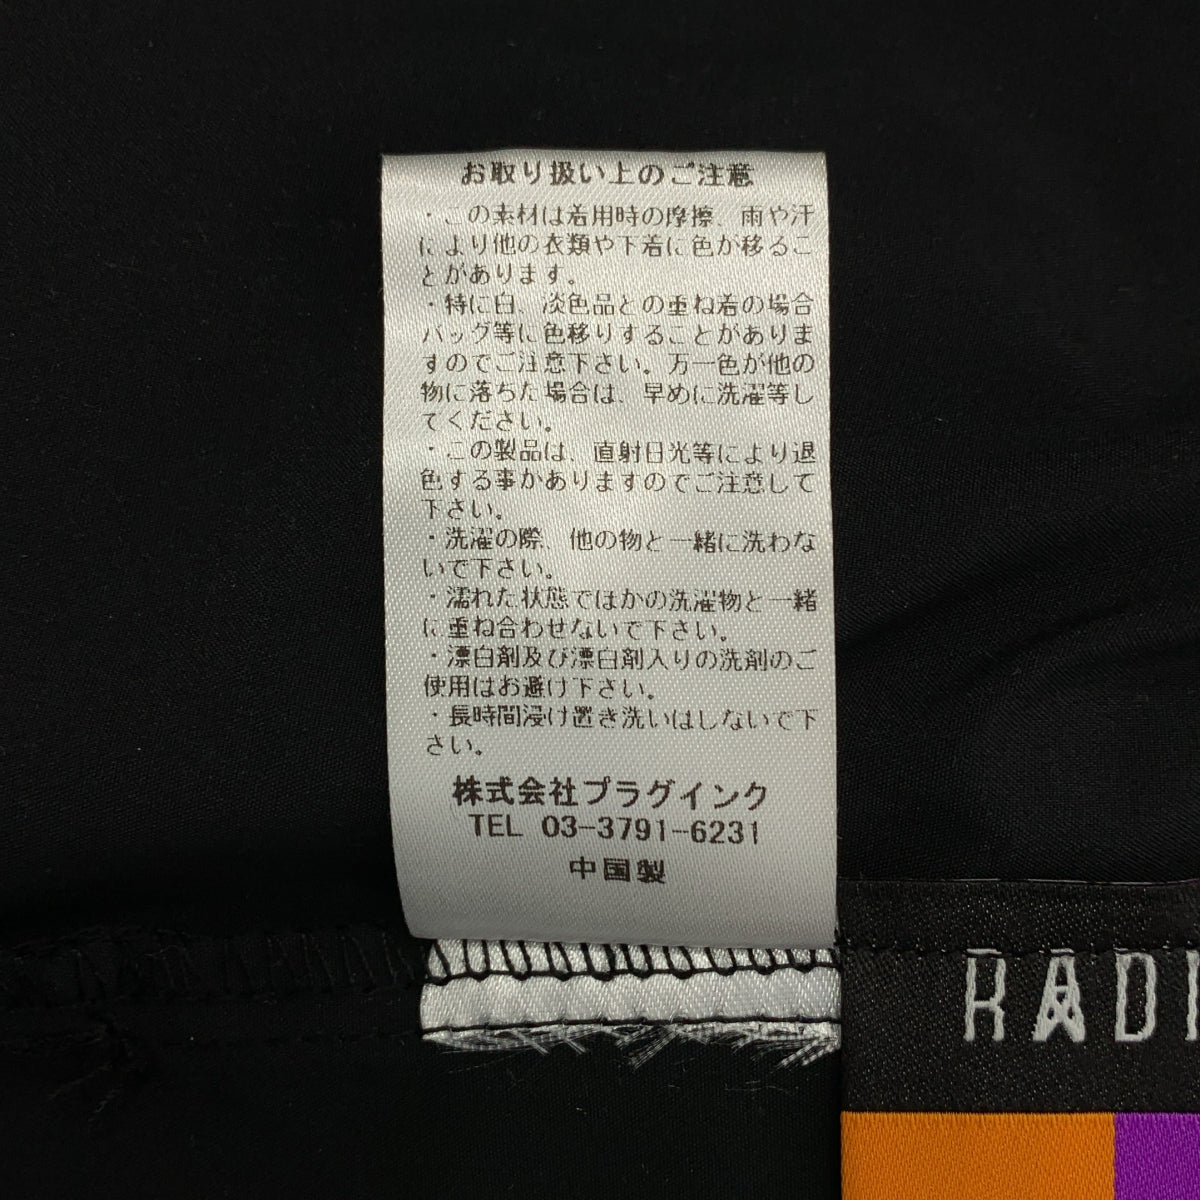 お取り扱い上のご注意
・この素材は着用時の摩擦、雨や汗
により他の衣類や下着に色が移るこ
とがあります。
・特に白、淡色品との重ね着の場合
バッグ等に色移りすることがありま
すのでご注意下さい。万一色が他の
物に落ちた場合は、早めに洗濯等し
てください。
・この製品は、直射日光等により退
色する事がありますのでご注意して
下さい。
・洗濯の際、他の物と一緒に洗わな
いで下さい。
・濡れた状態でほかの洗濯物と一緒
に重ね合わせないで下さい。
・漂白剤及び漂白剤入りの洗剤のご
使用はお避け下さい。
・長時間浸け置き洗いはしないで下
さい。
株式会社プラグインク
TEL 03-3791-6231
中国製
RADI